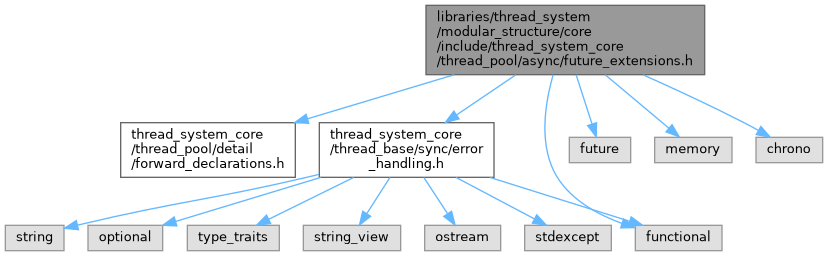 libraries/thread_system
/modular_structure/core
/include/thread_system_core
/thread_pool/async/future_extensions.h
thread_system_core
/thread_pool/detail
/forward_declarations.h
thread_system_core
/thread_base/sync/error
_handling.h
future
memory
chrono
string
optional
type_traits
string_view
ostream
stdexcept
functional